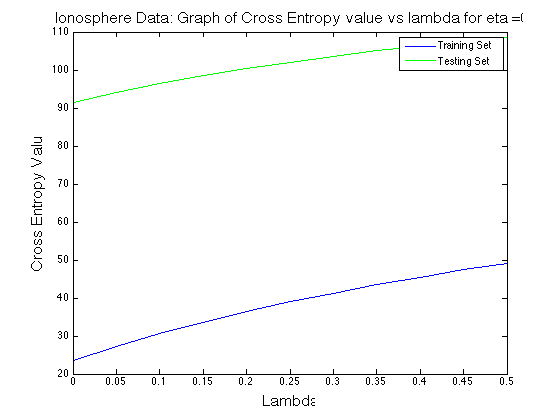 Ionosphere Data: Graph of Cross Entropy value vs lambda for eta =0
110
100
90
80
70
60
50
40
30
20
Cross Entropy Valu
Training Set
Testing Set
0 0.05 0.1 0.15 0.2 0.25 0.3 0.35 0.4 0.45 0.5
Lambda